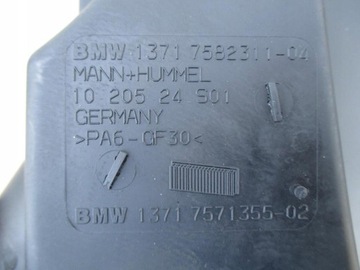 BMW 1371 7582311-04
MANN+HUMMEL
10 205 24 S01
GERMANY
>PA6-GF30<
BMW 1371 7571355-02